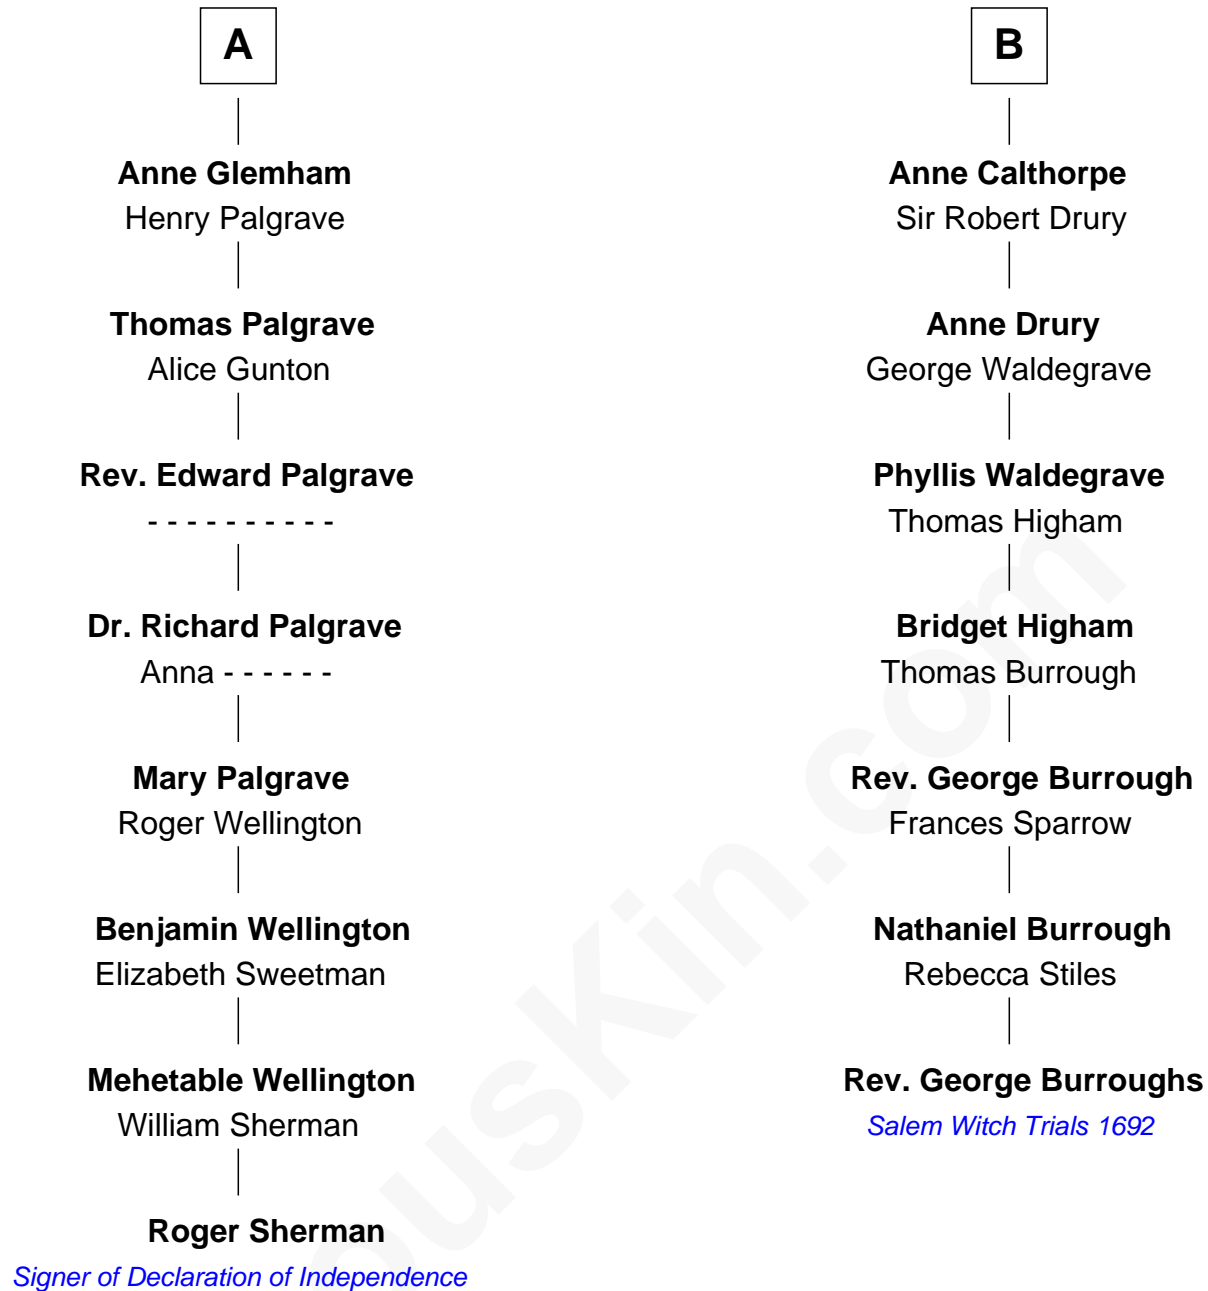 A
Anne Glemham
Henry Palgrave
Thomas Palgrave
Alice Gunton
Rev. Edward Palgrave
- - - - - - - - - -
Dr. Richard Palgrave
Anna - - - - - -
Mary Palgrave
Roger Wellington
Benjamin Wellington
Elizabeth Sweetman
Mehetable Wellington
William Sherman
Roger Sherman
Signer of Declaration of Independence
B
Anne Calthorpe
Sir Robert Drury
Anne Drury
George Waldegrave
Phyllis Waldegrave
Thomas Higham
Bridget Higham
Thomas Burrough
Rev. George Burrough
Frances Sparrow
Nathaniel Burrough
Rebecca Stiles
Rev. George Burroughs
Salem Witch Trials 1692
ousKin.com